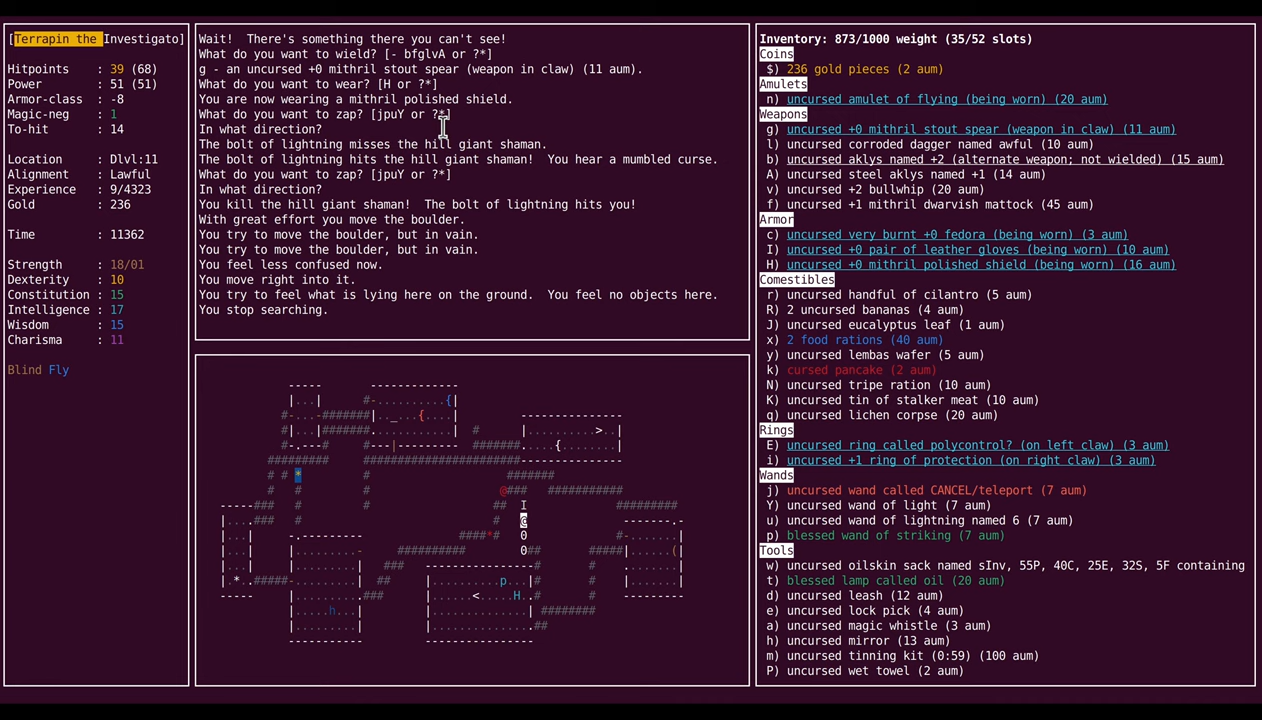 [Terrapin the Investigato]
Hitpoints : 39 (68)
Power : 51 (51)
Armor-class : -8
Magic-neg : 1
To-hit : 14
Location : Dlvl:11
Alignment : Lawful
Experience : 9/4323
Gold : 236
Time : 11362
Strength : 18/01
Dexterity : 10
Constitution : 15
Intelligence : 17
Wisdom : 15
Charisma : 11
Blind Fly
Wait! There's something there you can't see!
What do you want to wield? [- bfglvA or ?*]
g - an uncursed +0 mithril stout spear (weapon in claw) (11 aum).
What do you want to wear? [H or ?*]
You are now wearing a mithril polished shield.
What do you want to zap? [jpuY or ?*]
In what direction?
The bolt of lightning misses the hill giant shaman.
The bolt of lightning hits the hill giant shaman! You hear a mumbled curse.
What do you want to zap? [jpuY or ?*]
In what direction?
You kill the hill giant shaman! The bolt of lightning hits you!
With great effort you move the boulder.
You try to move the boulder, but in vain.
You try to move the boulder, but in vain.
You feel less confused now.
You move right into it.
You try to feel what is lying here on the ground. You feel no objects here.
You stop searching.
Inventory: 873/1000 weight (35/52 slots)
Coins
$) 236 gold pieces (2 aum)
Amulets
n) uncursed amulet of flying (being worn) (20 aum)
Weapons
g) uncursed +0 mithril stout spear (weapon in claw) (11 aum)
l) uncursed corroded dagger named awful (10 aum)
b) uncursed aklys named +2 (alternate weapon; not wielded) (15 aum)
A) uncursed steel aklys named +1 (14 aum)
v) uncursed +2 bullwhip (20 aum)
f) uncursed +1 mithril dwarvish mattock (45 aum)
Armor
c) uncursed very burnt +0 fedora (being worn) (3 aum)
I) uncursed +0 pair of leather gloves (being worn) (10 aum)
H) uncursed +0 mithril polished shield (being worn) (16 aum)
Comestibles
r) uncursed handful of cilantro (5 aum)
R) 2 uncursed bananas (4 aum)
J) uncursed eucalyptus leaf (1 aum)
x) 2 food rations (40 aum)
y) uncursed lembas wafer (5 aum)
k) cursed pancake (2 aum)
N) uncursed tripe ration (10 aum)
K) uncursed tin of stalker meat (10 aum)
q) uncursed lichen corpse (20 aum)
Rings
E) uncursed ring called polycontrol? (on left claw) (3 aum)
i) uncursed +1 ring of protection (on right claw) (3 aum)
Wands
j) uncursed wand called CANCEL/teleport (7 aum)
Y) uncursed wand of light (7 aum)
u) uncursed wand of lightning named 6 (7 aum)
p) blessed wand of striking (7 aum)
Tools
w) uncursed oilskin sack named sInv, 55P, 40C, 25E, 32S, 5F containing
t) blessed lamp called oil (20 aum)
d) uncursed leash (12 aum)
e) uncursed lock pick (4 aum)
a) uncursed magic whistle (3 aum)
h) uncursed mirror (13 aum)
m) uncursed tinning kit (0:59) (100 aum)
P) uncursed wet towel (2 aum)